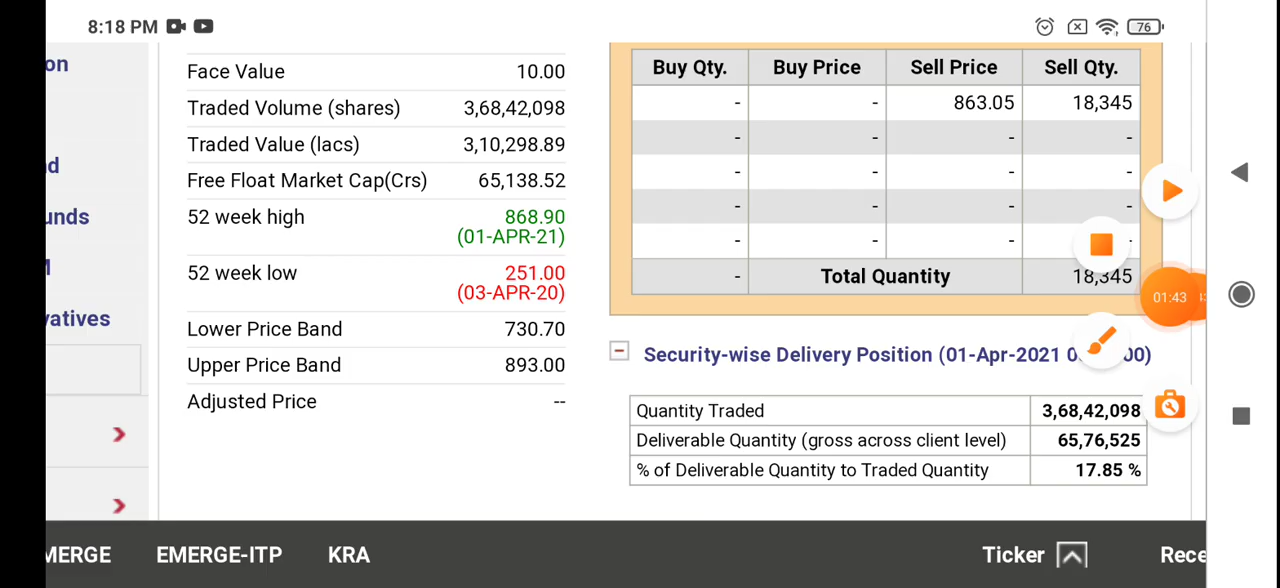 8:18 PM
76
on
d
unds
M
vatives
Face Value 10.00
Traded Volume (shares) 3,68,42,098
Traded Value (lacs) 3,10,298.89
Free Float Market Cap(Crs) 65,138.52
52 week high 868.90
(01-APR-21)
52 week low 251.00
(03-APR-20)
Lower Price Band 730.70
Upper Price Band 893.00
Adjusted Price --
Buy Qty. Buy Price Sell Price Sell Qty.
- - 863.05 18,345
- - - -
- - - -
- - - -
- - - -
- Total Quantity 18,345
01:43
Security-wise Delivery Position (01-Apr-2021 00)
Quantity Traded 3,68,42,098
Deliverable Quantity (gross across client level) 65,76,525
% of Deliverable Quantity to Traded Quantity 17.85 %
MERGE EMERGE-ITP KRA Ticker Rece